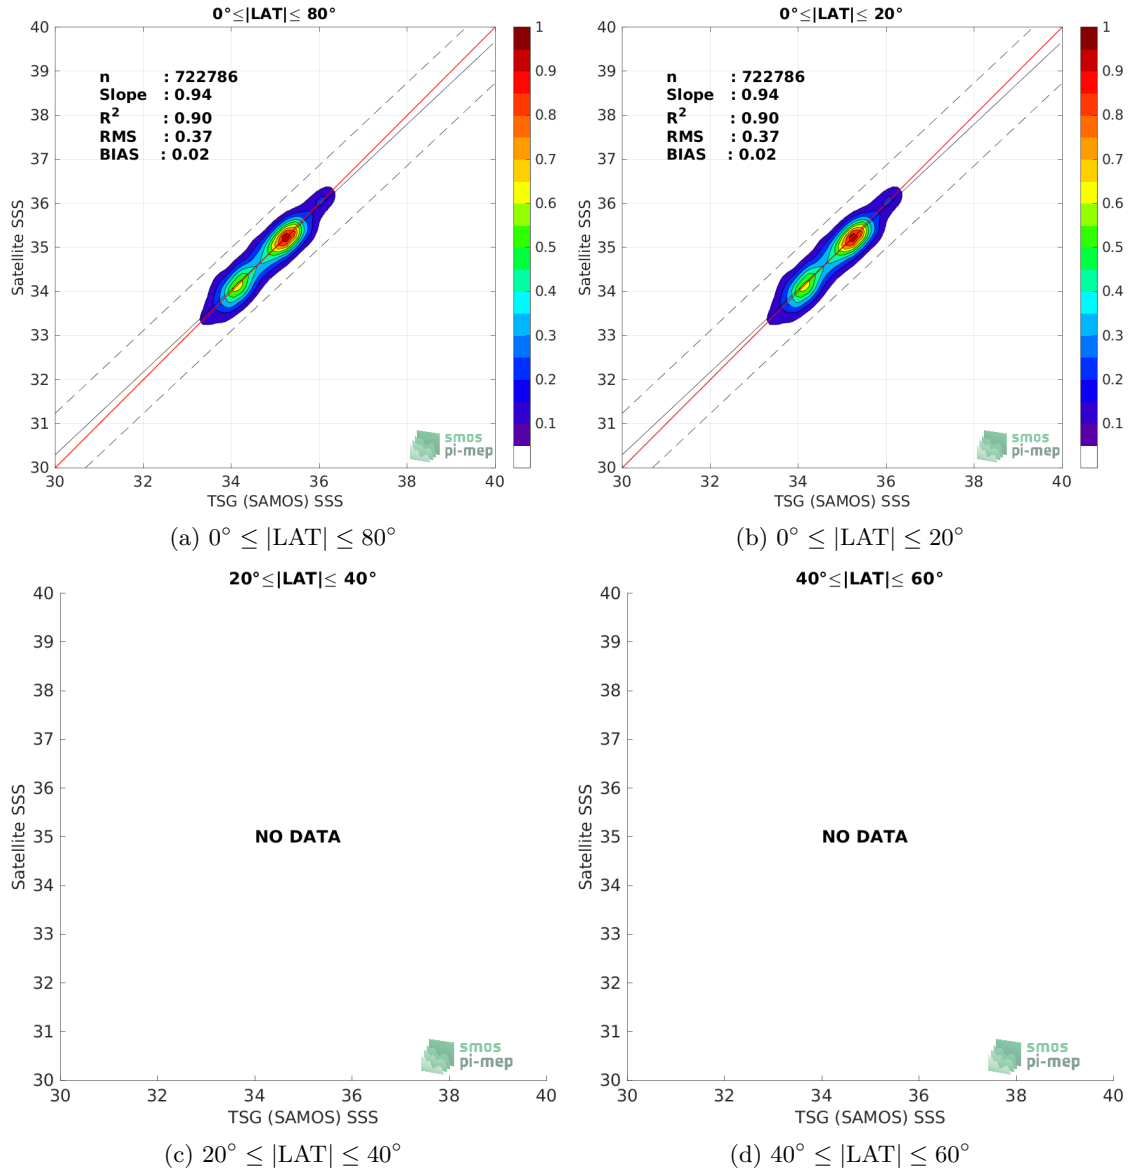 0°≤|LAT|≤ 80°
40
39
38
37
36
35
34
33
32
31
30
Satellite SSS
n : 722786
Slope : 0.94
R² : 0.90
RMS : 0.37
BIAS : 0.02
smos
pi-mep
30 32 34 36 38 40
TSG (SAMOS) SSS
1
0.9
0.8
0.7
0.6
0.5
0.4
0.3
0.2
0.1
(a) 0° ≤ |LAT| ≤ 80°
0°≤|LAT|≤ 20°
40
39
38
37
36
35
34
33
32
31
30
Satellite SSS
n : 722786
Slope : 0.94
R² : 0.90
RMS : 0.37
BIAS : 0.02
smos
pi-mep
30 32 34 36 38 40
TSG (SAMOS) SSS
1
0.9
0.8
0.7
0.6
0.5
0.4
0.3
0.2
0.1
(b) 0° ≤ |LAT| ≤ 20°
20°≤|LAT|≤ 40°
40
39
38
37
36
35
34
33
32
31
30
Satellite SSS
NO DATA
smos
pi-mep
30 32 34 36 38 40
TSG (SAMOS) SSS
(c) 20° ≤ |LAT| ≤ 40°
40°≤|LAT|≤ 60°
40
39
38
37
36
35
34
33
32
31
30
Satellite SSS
NO DATA
smos
pi-mep
30 32 34 36 38 40
TSG (SAMOS) SSS
(d) 40° ≤ |LAT| ≤ 60°